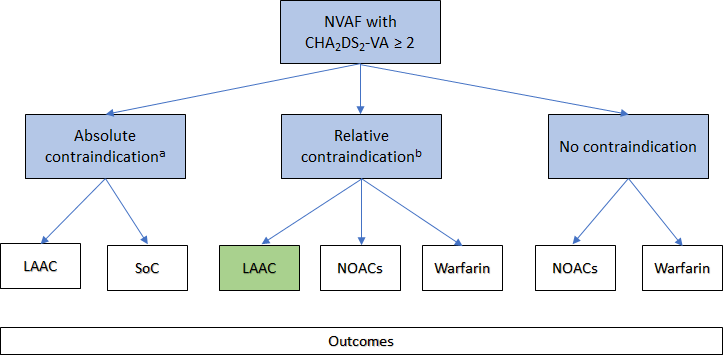 NVAF with
CHA₂DS₂-VA ≥ 2
Absolute
contraindicationᵃ
Relative
contraindicationᵇ
No contraindication
LAAC
SoC
LAAC
NOACs
Warfarin
NOACs
Warfarin
Outcomes